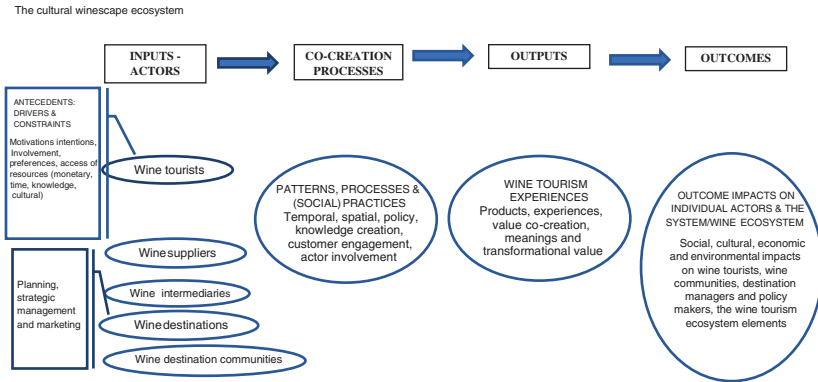 The cultural winescape ecosystem
INPUTS -
ACTORS
CO-CREATION
PROCESSES
OUTPUTS
OUTCOMES
ANTECEDENTS:
DRIVERS &
CONSTRAINTS
Motivations intentions,
Involvement,
preferences, access of
resources (monetary,
time, knowledge,
cultural)
Wine tourists
Wine suppliers
Wine intermediaries
Wine destinations
Wine destination communities
Planning,
strategic
management
and marketing
PATTERNS, PROCESSES &
(SOCIAL) PRACTICES
Temporal, spatial, policy,
knowledge creation,
customer engagement,
actor involvement
WINE TOURISM
EXPERIENCES
Products, experiences,
value co-creation,
meanings and
transformational value
OUTCOME IMPACTS ON
INDIVIDUAL ACTORS & THE
SYSTEM/WINE ECOSYSTEM
Social, cultural, economic
and environmental impacts
on wine tourists, wine
communities, destination
managers and policy
makers, the wine tourism
ecosystem elements